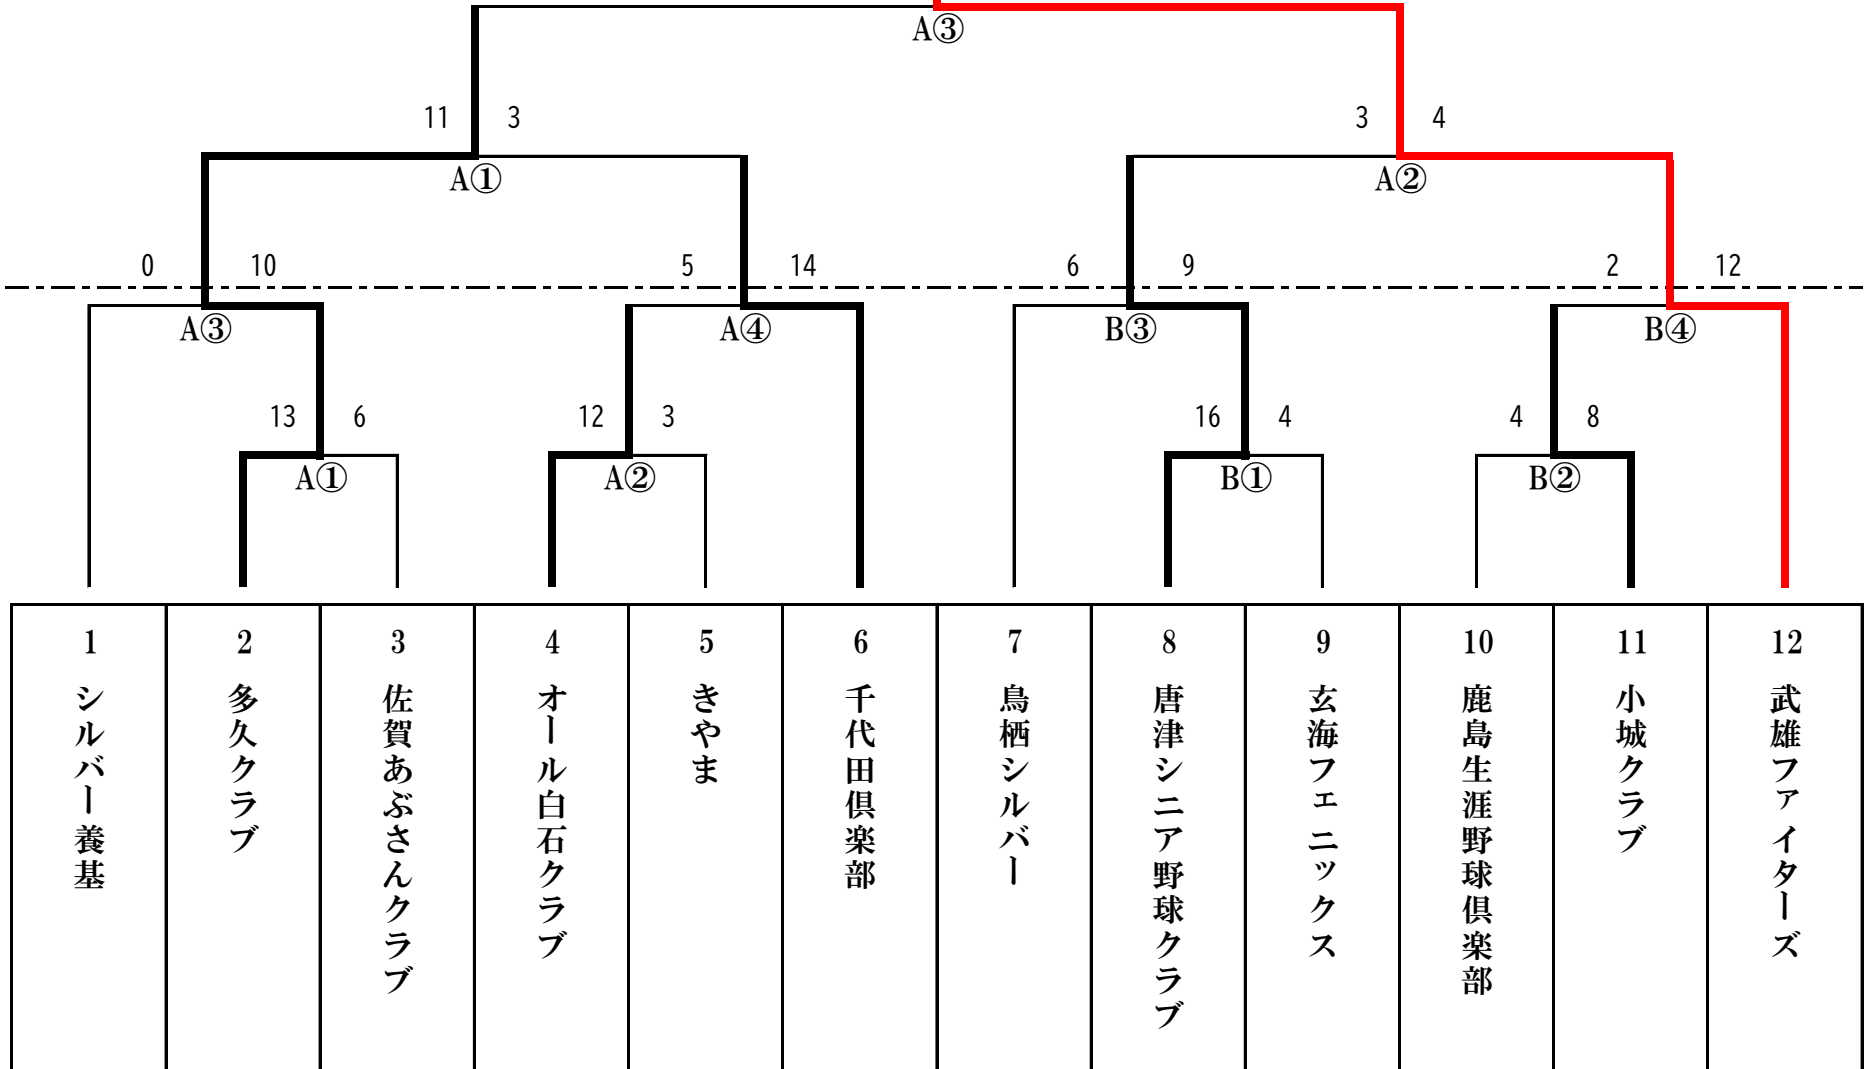 A③
11 3
3 4
A① A②
0 10
5 14
6 9
2 12
A③ A④ B③ B④
13 6
12 3
16 4
4 8
A① A② B① B②
1 2 3 4 5 6 7 8 9 10 11 12
シルバー養基
多久クラブ
佐賀あぶさんクラブ
オール白石クラブ
きやま
千代田倶楽部
鳥栖シルバー
唐津シニア野球クラブ
玄海フェニックス
鹿島生涯野球倶楽部
小城クラブ
武雄ファイターズ